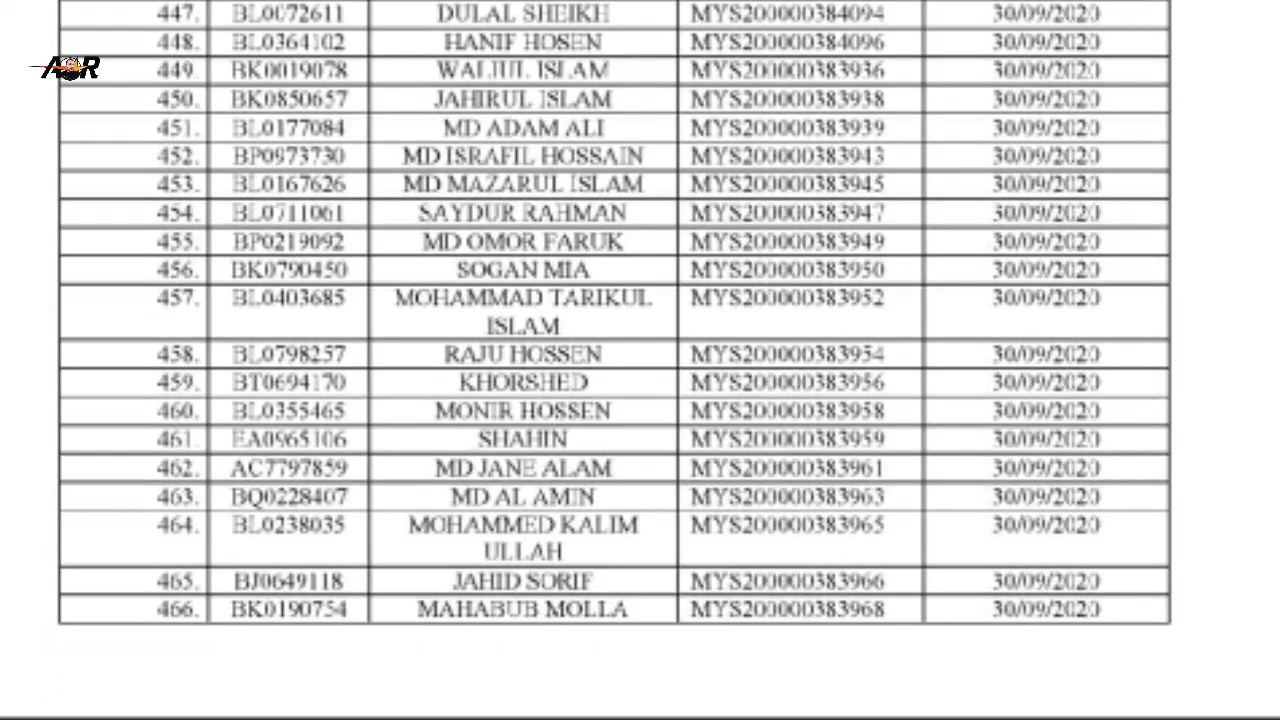 447. BL0072611 DULAL SHEIKH MYS200000384094 30/09/2020
448. BL0364102 HANIF HOSEN MYS200000384096 30/09/2020
AOR
449. BK0019078 WALIUL ISLAM MYS200000383936 30/09/2020
450. BK0850657 JAHIRUL ISLAM MYS200000383938 30/09/2020
451. BL0177084 MD ADAM ALI MYS200000383939 30/09/2020
452. BP0973730 MD ISRAFIL HOSSAIN MYS200000383943 30/09/2020
453. BL0167626 MD MAZARUL ISLAM MYS200000383945 30/09/2020
454. BL0711061 SAYDUR RAHMAN MYS200000383947 30/09/2020
455. BP0219092 MD OMOR FARUK MYS200000383949 30/09/2020
456. BK0790450 SOGAN MIA MYS200000383950 30/09/2020
457. BL0403685 MOHAMMAD TARIKUL MYS200000383952 30/09/2020
ISLAM
458. BL0798257 RAJU HOSSEN MYS200000383954 30/09/2020
459. BT0694170 KHORSHED MYS200000383956 30/09/2020
460. BL0355465 MONIR HOSSEN MYS200000383958 30/09/2020
461. EA0965106 SHAHIN MYS200000383959 30/09/2020
462. AC7797859 MD JANE ALAM MYS200000383961 30/09/2020
463. BQ0228407 MD AL AMIN MYS200000383963 30/09/2020
464. BL0238035 MOHAMMED KALIM MYS200000383965 30/09/2020
ULLAH
465. BJ0649118 JAHID SORIF MYS200000383966 30/09/2020
466. BK0190754 MAHABUB MOLLA MYS200000383968 30/09/2020